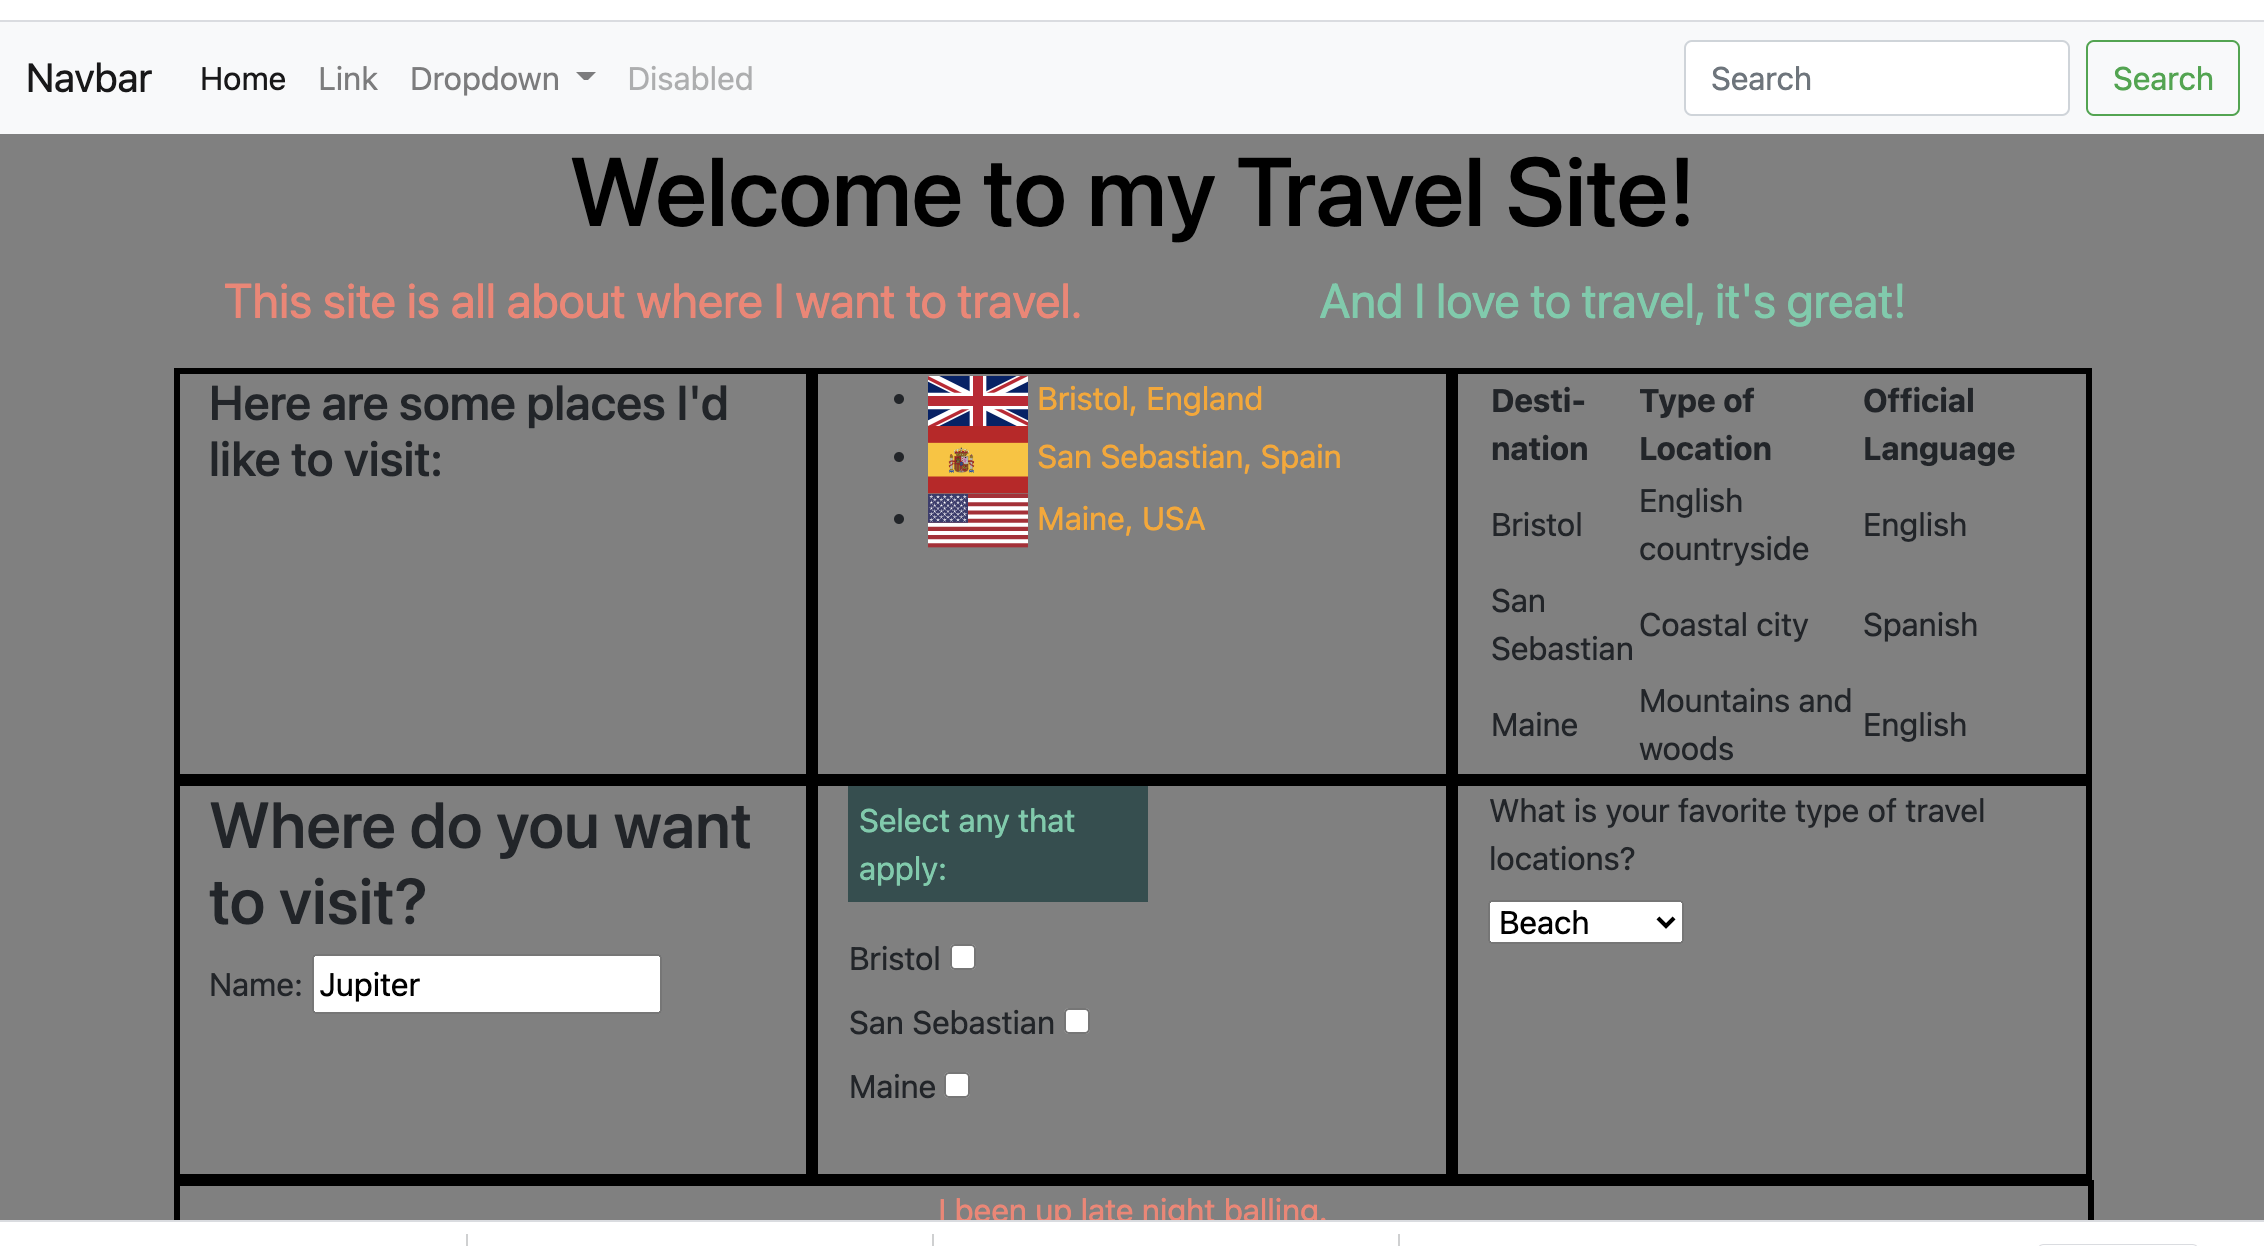 Navbar Home Link Dropdown Disabled Search Search
Welcome to my Travel Site!
This site is all about where I want to travel.
And I love to travel, it's great!
Here are some places I'd
like to visit:
Bristol, England
San Sebastian, Spain
Maine, USA
Desti-
nation
Type of
Location
Official
Language
Bristol
English
countryside
English
San
Sebastian
Coastal city
Spanish
Maine
Mountains and
woods
English
Where do you want
to visit?
Name: Jupiter
Select any that
apply:
Bristol
San Sebastian
Maine
What is your favorite type of travel
locations?
Beach
I been up late night balling.